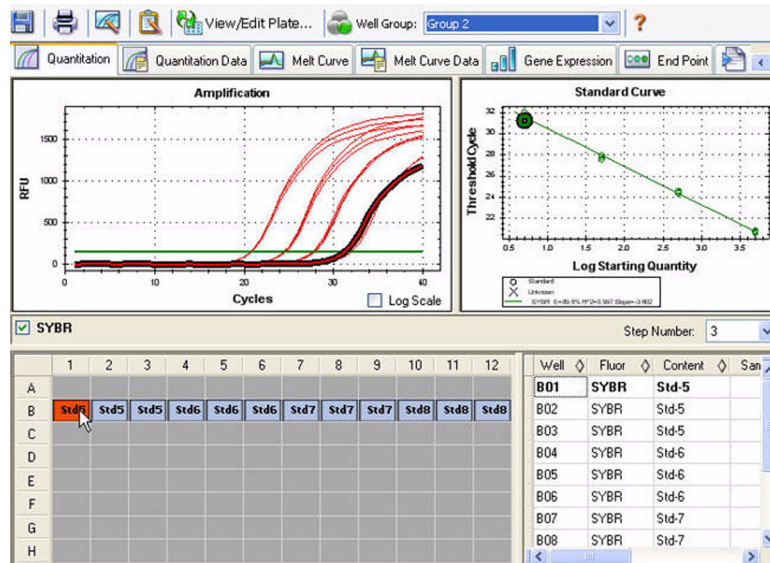 View/Edit Plate... Well Group: Group 2 ?
Quantitation Quantitation Data Melt Curve Melt Curve Data Gene Expression End Point
Amplification
RFU
1500
1000
500
0
0 10 20 30 40
Cycles
Log Scale
Standard Curve
Threshold Cycle
32
30
28
26
24
22
0.5 1.0 1.5 2.0 2.5 3.0 3.5
Log Starting Quantity
Standard
Unknown
SYBR
SYBR
Step Number: 3
1 2 3 4 5 6 7 8 9 10 11 12
A
B Std5 Std5 Std5 Std6 Std6 Std6 Std7 Std7 Std7 Std8 Std8 Std8
C
D
E
F
G
H
Well Fluor Content San
B01 SYBR Std-5
B02 SYBR Std-5
B03 SYBR Std-5
B04 SYBR Std-6
B05 SYBR Std-6
B06 SYBR Std-6
B07 SYBR Std-7
B08 SYBR Std-7